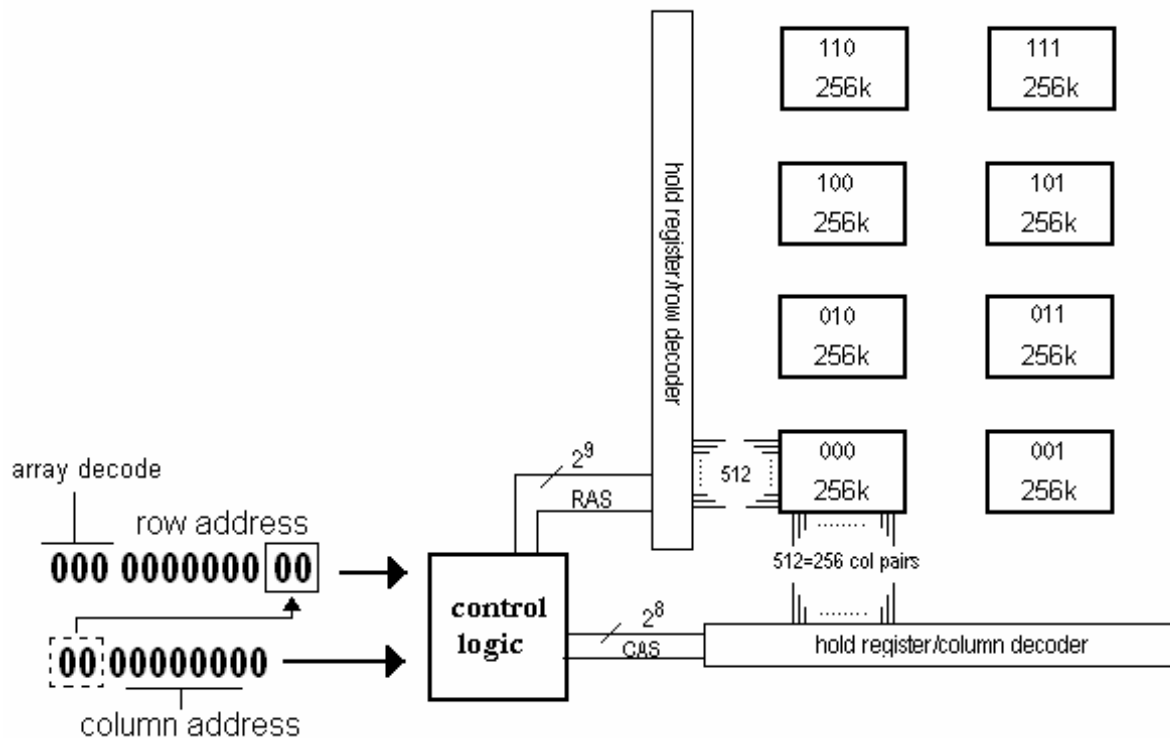 110
256k
111
256k
100
256k
101
256k
010
256k
011
256k
000
256k
001
256k
hold register/row decoder
512
2⁹
RAS
array decode
row address
000 0000000 00
control
logic
512=256 col pairs
2⁸
CAS
hold register/column decoder
00 00000000
column address